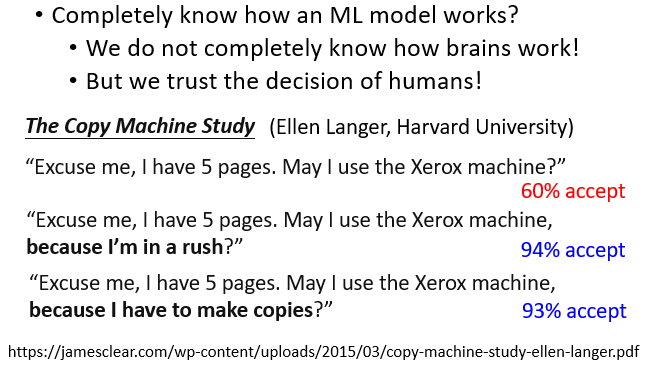 • Completely know how an ML model works?
• We do not completely know how brains work!
• But we trust the decision of humans!
The Copy Machine Study (Ellen Langer, Harvard University)
“Excuse me, I have 5 pages. May I use the Xerox machine?”
60% accept
“Excuse me, I have 5 pages. May I use the Xerox machine,
because I’m in a rush?”
94% accept
“Excuse me, I have 5 pages. May I use the Xerox machine,
because I have to make copies?”
93% accept
https://jamesclear.com/wp-content/uploads/2015/03/copy-machine-study-ellen-langer.pdf